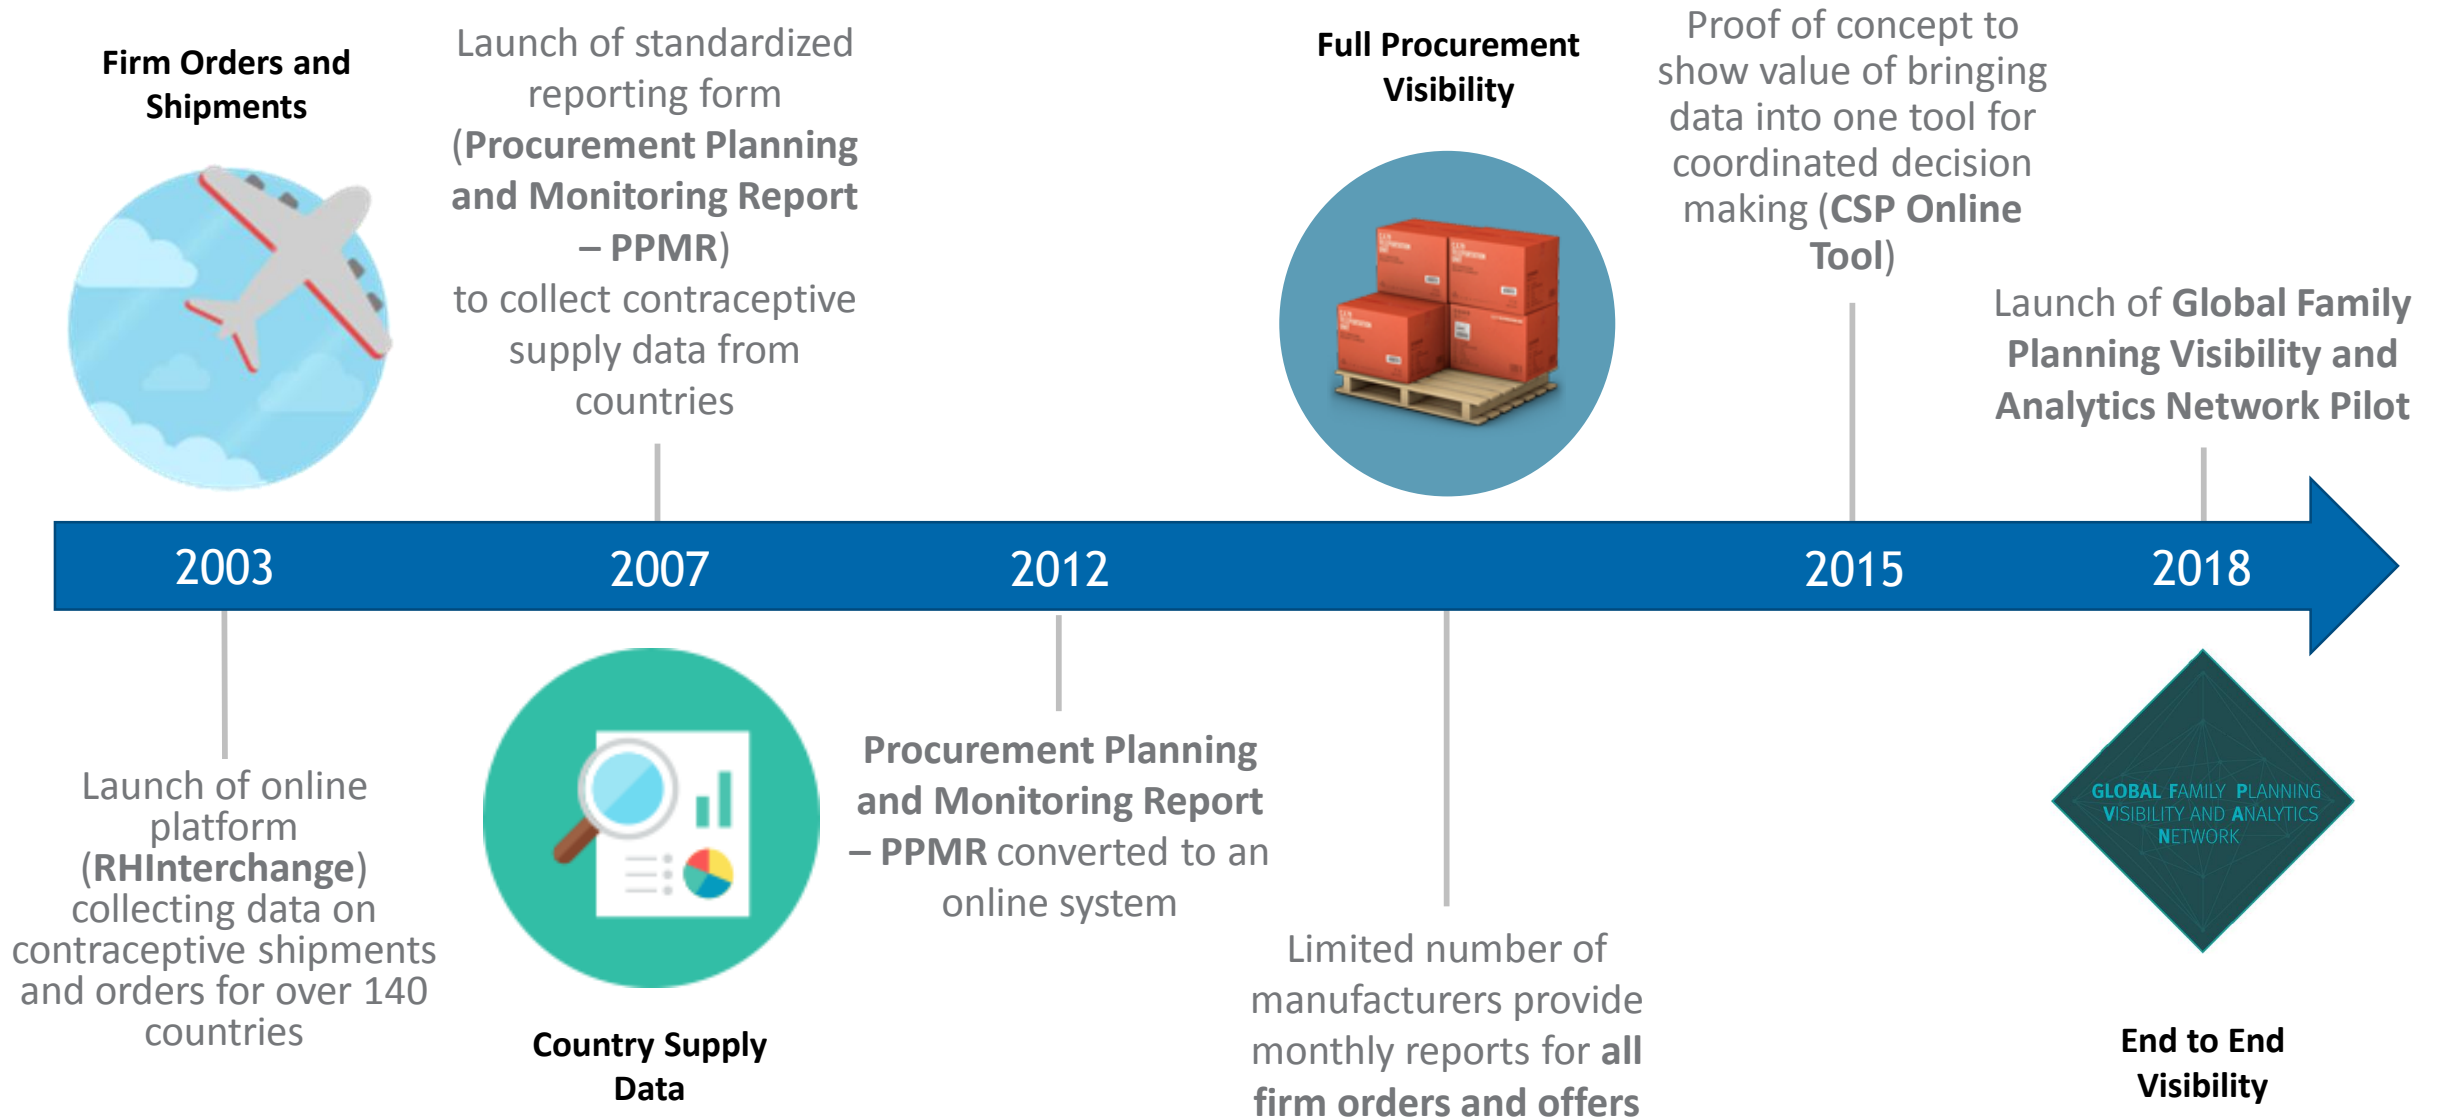 Firm Orders and
Shipments
Launch of standardized
reporting form
(Procurement Planning
and Monitoring Report
– PPMR)
to collect contraceptive
supply data from
countries
Full Procurement
Visibility
Proof of concept to
show value of bringing
data into one tool for
coordinated decision
making (CSP Online
Tool)
Launch of Global Family
Planning Visibility and
Analytics Network Pilot
2003
2007
2012
2015
2018
Launch of online
platform
(RHInterchange)
collecting data on
contraceptive shipments
and orders for over 140
countries
Country Supply
Data
Procurement Planning
and Monitoring Report
– PPMR converted to an
online system
Limited number of
manufacturers provide
monthly reports for all
firm orders and offers
GLOBAL FAMILY PLANNING
VISIBILITY AND ANALYTICS
NETWORK
End to End
Visibility